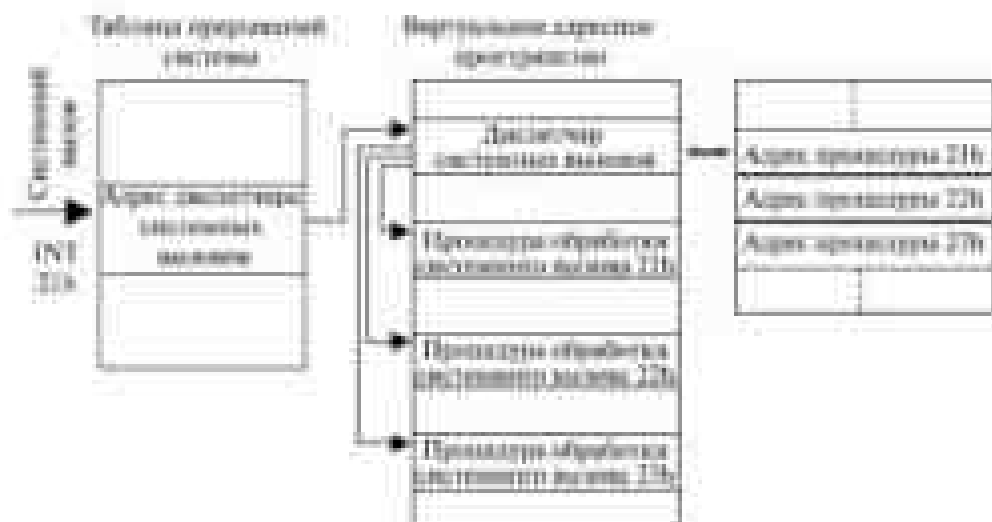 Таблица прерываний
системы
Виртуальное адресное
пространство
Системный
вызов
INT
Адрес диспетчера
системных
вызовов
Диспетчер
системных вызовов
Процедура обработки
системного вызова 21h
Процедура обработки
системного вызова 22h
Процедура обработки
системного вызова
Адрес процедуры 21h
Адрес процедуры 22h
Адрес процедуры 27h